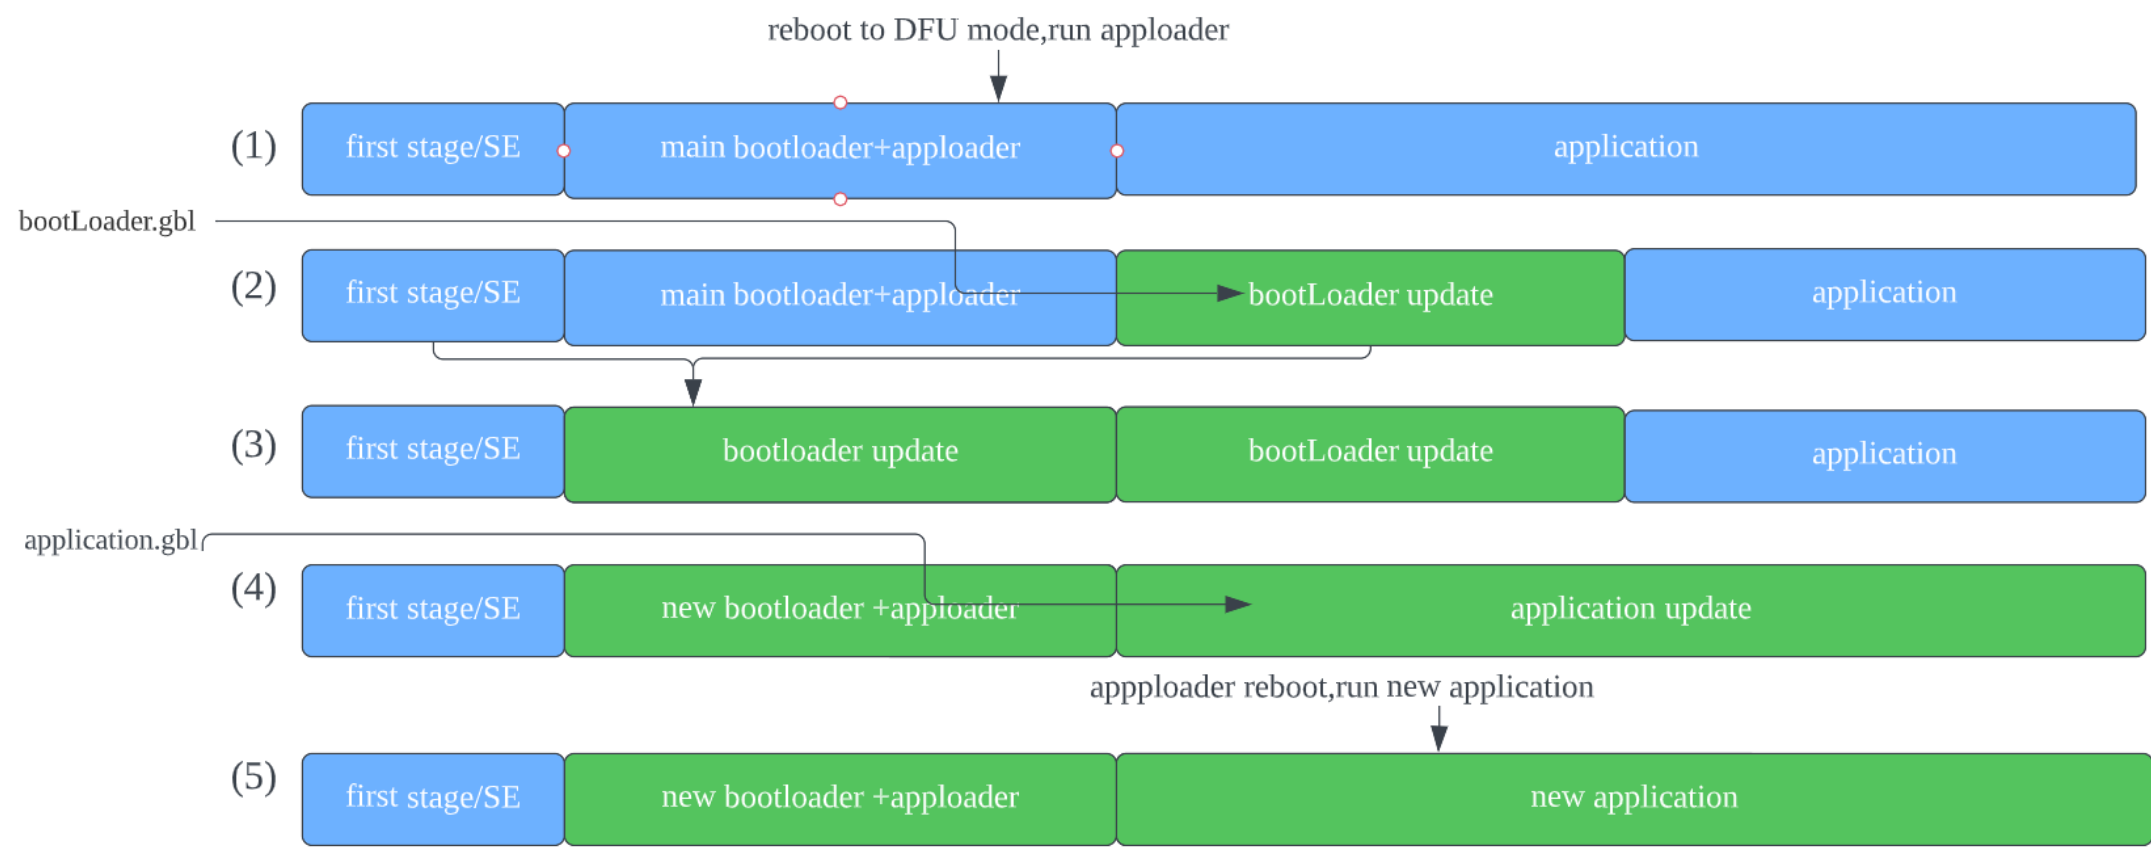 reboot to DFU mode,run apploader
(1) first stage/SE main bootloader+apploader application
bootLoader.gbl
(2) first stage/SE main bootloader+apploader bootLoader update application
(3) first stage/SE bootloader update bootLoader update application
application.gbl
(4) first stage/SE new bootloader +apploader application update
appploader reboot,run new application
(5) first stage/SE new bootloader +apploader new application